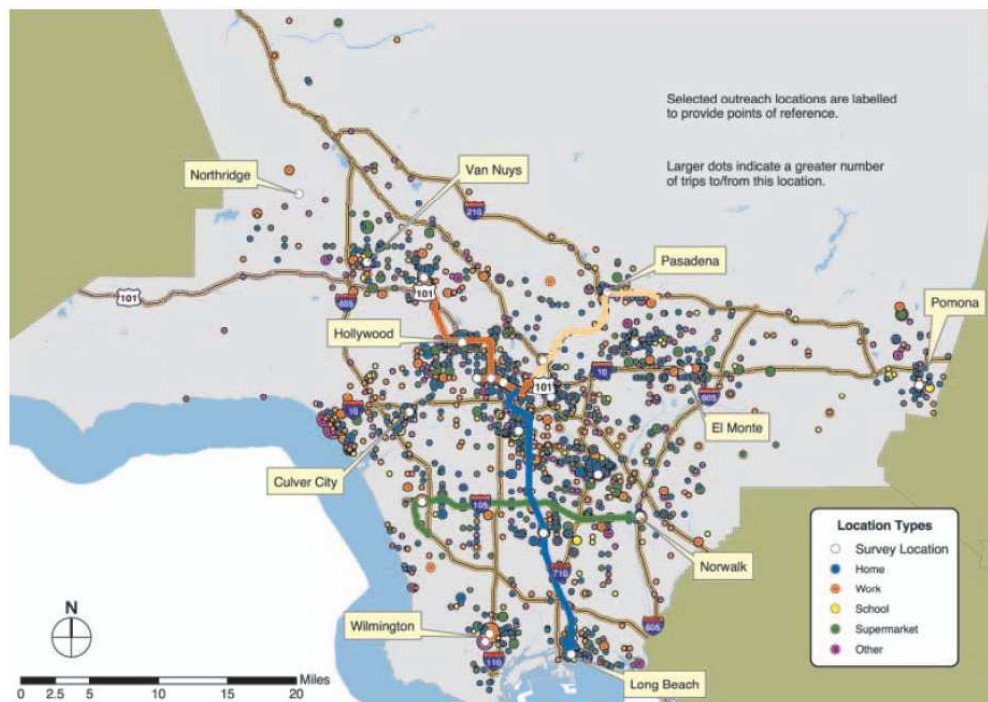 Selected outreach locations are labelled
to provide points of reference.
Larger dots indicate a greater number
of trips to/from this location.
Northridge
Van Nuys
210
Pasadena
Pomona
101
405
101
Hollywood
10
101
10
605
El Monte
Culver City
105
Norwalk
710
Wilmington
605
110
Long Beach
N
Miles
0 2.5 5 10 15 20
Location Types
Survey Location
Home
Work
School
Supermarket
Other